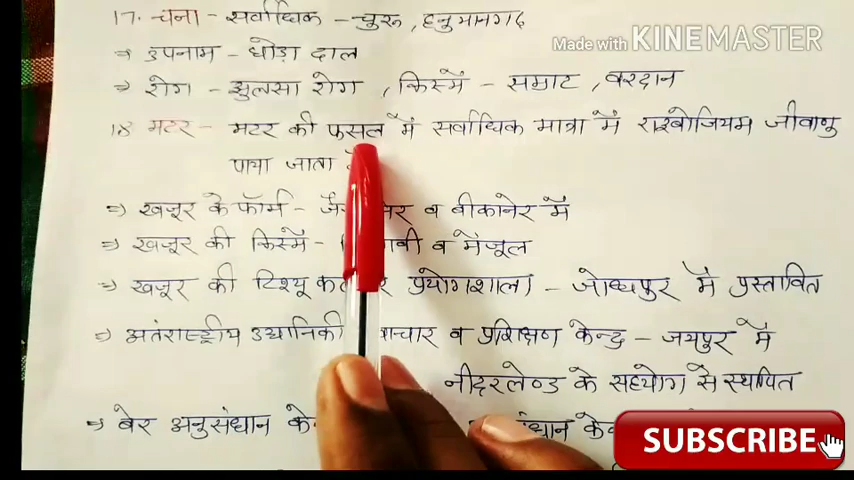 17. चना - सर्वाधिक - चुरू , हनुमानगढ
Made with KINEMASTER
⇒ उपनाम - घोड़ा दाल
⇒ रोग - झुलसा रोग , किस्में - सम्राट , वरदान
18 मटर - मटर की फसल में सर्वाधिक मात्रा में राइबोजियम जीवाणु
पाया जाता
⇒ खजूर के फॉर्म - व बीकानेर में
⇒ खजूर की किस्में - व मेंजूल
⇒ खजूर की टिश्यू प्रयोगशाला - जोधपुर में प्रस्तावित
⇒ अंतराष्ट्रीय उद्यानिकी व प्रशिक्षण केन्द्र - जयपुर में
नीदरलेण्ड के सहयोग से स्थापित
⇒ बेर अनुसंधान
SUBSCRIBE